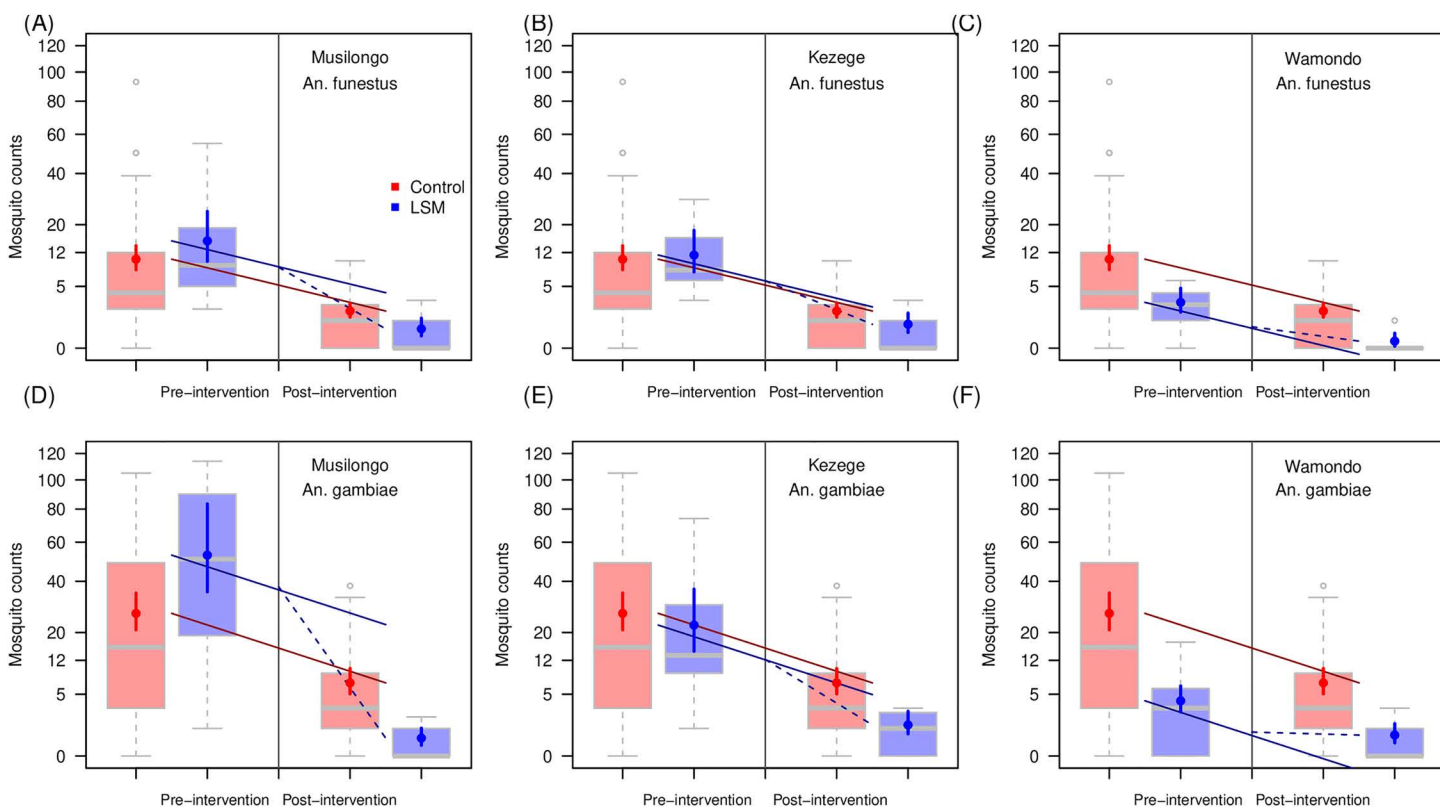 (A)
Musilongo
An. funestus
Control
LSM
Mosquito counts
120
100
80
60
40
20
12
5
0
Pre−intervention Post−intervention
(B)
Kezege
An. funestus
Mosquito counts
120
100
80
60
40
20
12
5
0
Pre−intervention Post−intervention
(C)
Wamondo
An. funestus
Mosquito counts
120
100
80
60
40
20
12
5
0
Pre−intervention Post−intervention
(D)
Musilongo
An. gambiae
Mosquito counts
120
100
80
60
40
20
12
5
0
Pre−intervention Post−intervention
(E)
Kezege
An. gambiae
Mosquito counts
120
100
80
60
40
20
12
5
0
Pre−intervention Post−intervention
(F)
Wamondo
An. gambiae
Mosquito counts
120
100
80
60
40
20
12
5
0
Pre−intervention Post−intervention